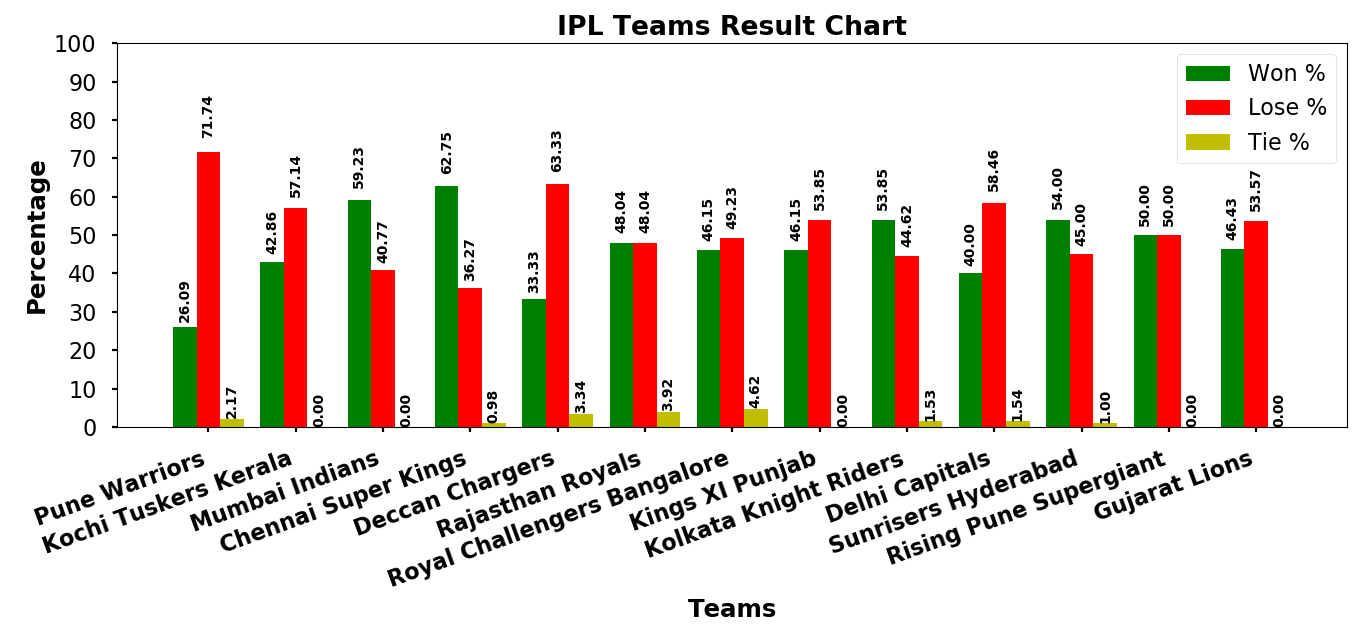 IPL Teams Result Chart
100
90
80
70
60
50
40
30
20
10
0
Percentage
Won %
Lose %
Tie %
26.09
71.74
2.17
42.86
57.14
0.00
59.23
40.77
0.00
62.75
36.27
0.98
33.33
63.33
3.34
48.04
48.04
3.92
46.15
49.23
4.62
46.15
53.85
0.00
53.85
44.62
1.53
40.00
58.46
1.54
54.00
45.00
1.00
50.00
50.00
0.00
46.43
53.57
0.00
Pune Warriors
Kochi Tuskers Kerala
Mumbai Indians
Chennai Super Kings
Deccan Chargers
Rajasthan Royals
Royal Challengers Bangalore
Kings XI Punjab
Kolkata Knight Riders
Delhi Capitals
Sunrisers Hyderabad
Rising Pune Supergiant
Gujarat Lions
Teams